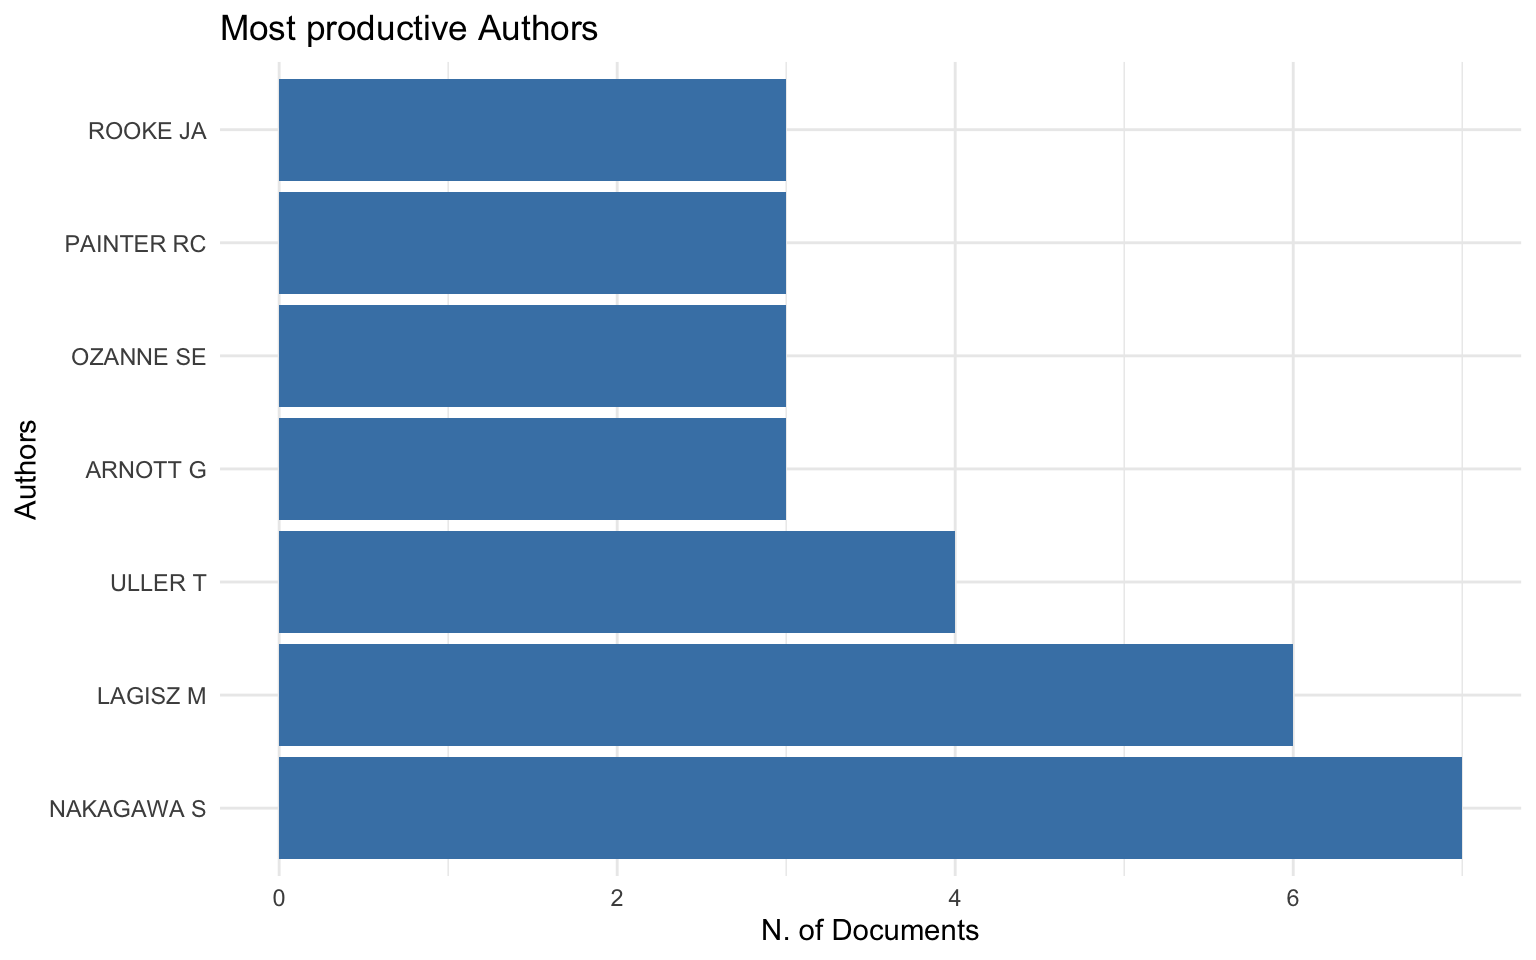 Most productive Authors
ROOKE JA
PAINTER RC
OZANNE SE
ARNOTT G
ULLER T
LAGISZ M
NAKAGAWA S
Authors
0 2 4 6
N. of Documents